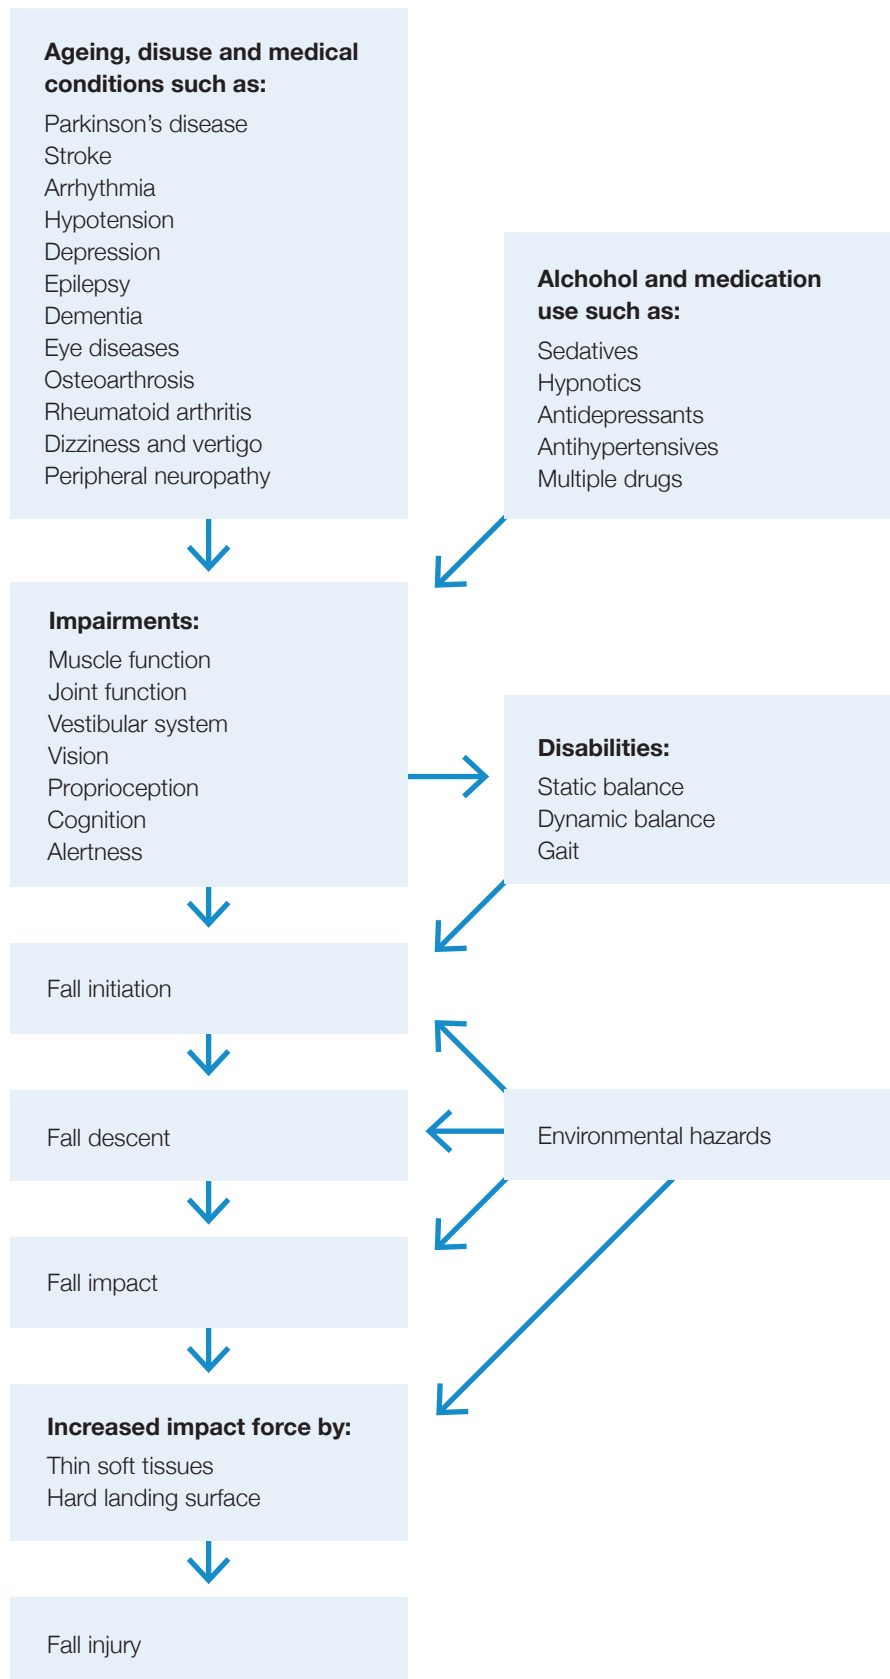 Ageing, disuse and medical
conditions such as:
Parkinson’s disease
Stroke
Arrhythmia
Hypotension
Depression
Epilepsy
Dementia
Eye diseases
Osteoarthrosis
Rheumatoid arthritis
Dizziness and vertigo
Peripheral neuropathy
Alchohol and medication
use such as:
Sedatives
Hypnotics
Antidepressants
Antihypertensives
Multiple drugs
Impairments:
Muscle function
Joint function
Vestibular system
Vision
Proprioception
Cognition
Alertness
Disabilities:
Static balance
Dynamic balance
Gait
Fall initiation
Fall descent
Environmental hazards
Fall impact
Increased impact force by:
Thin soft tissues
Hard landing surface
Fall injury